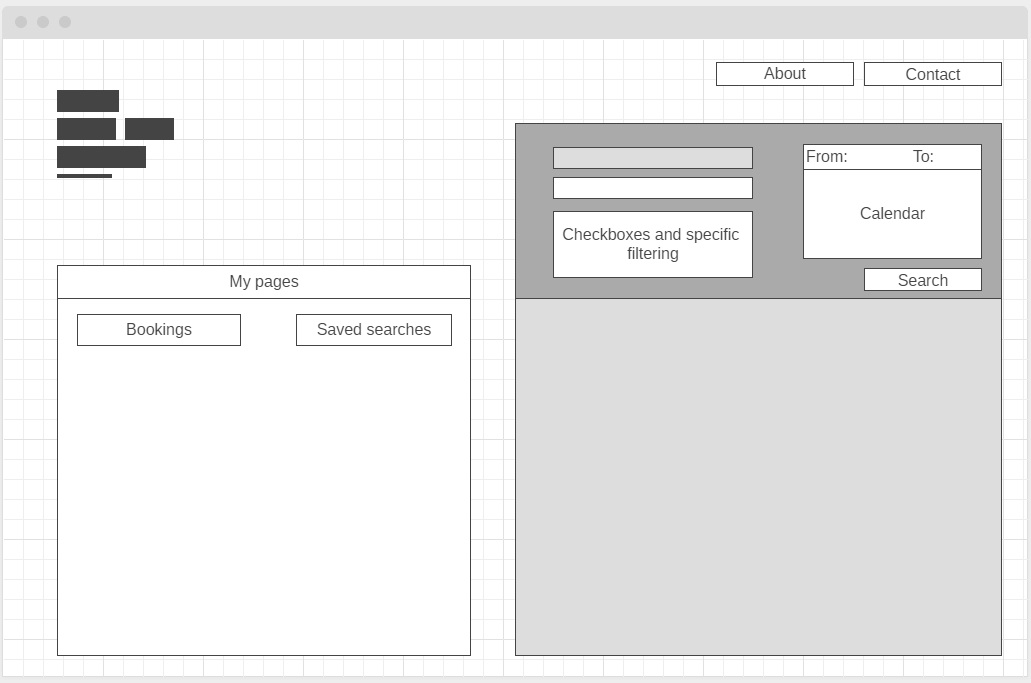 About
Contact
From: To:
Calendar
Checkboxes and specific
filtering
Search
My pages
Bookings
Saved searches